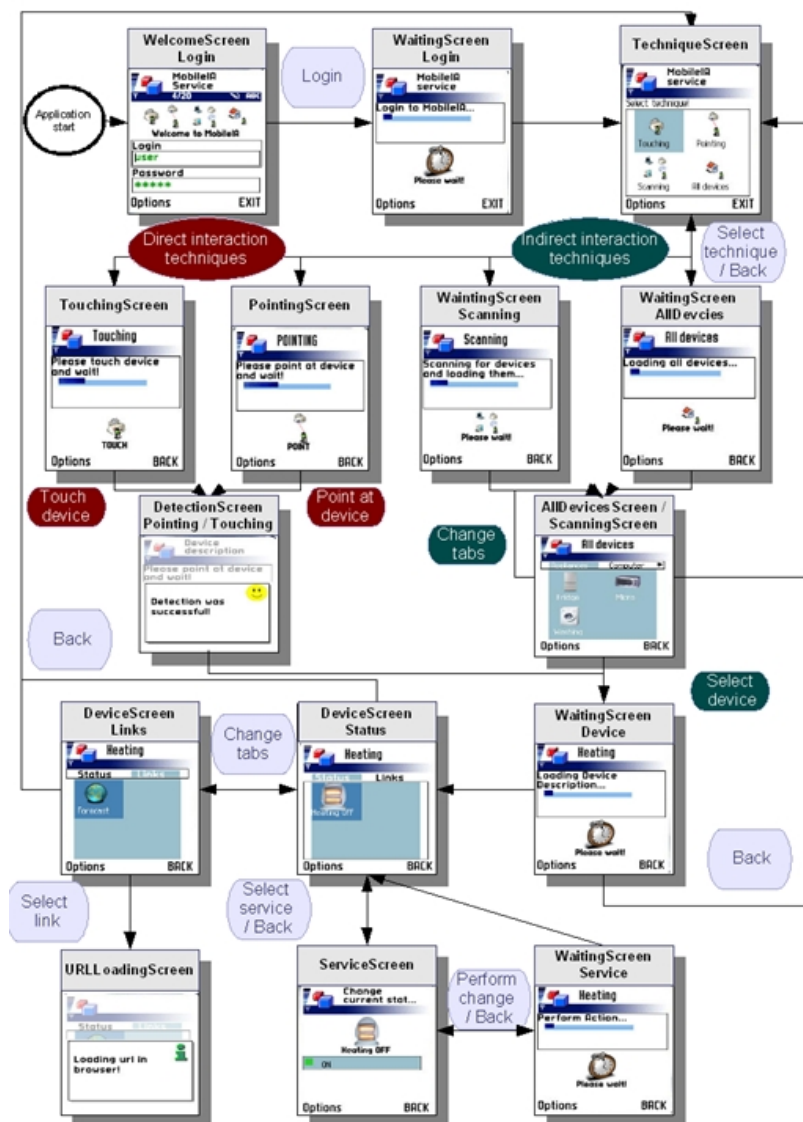 WelcomeScreen
Login
MobileIA
Service
4/20
ABC
Welcome to MobileIA
Login
user
Password
*****
Options EXIT
Application
start
Login
WaitingScreen
Login
MobileIA
service
Login to MobileIA...
Please wait!
Options EXIT
TechniqueScreen
MobileIA
service
Select technique!
Touching Pointing
Scanning All devices
Options EXIT
Direct interaction
techniques
Indirect interaction
techniques
Select
technique
/ Back
TouchingScreen
Touching
Please touch device
and wait!
TOUCH
Options BACK
PointingScreen
POINTING
Please point at device
and wait!
POINT
Options BACK
WaintingScreen
Scanning
Scanning
Scanning for devices
and loading them...
Please wait!
Options BACK
WaitingScreen
AllDevcies
All devices
Loading all devices...
Please wait!
Options BACK
Touch
device
DetectionScreen
Pointing / Touching
Device
description
Please point at device
and wait!
Detection was
successful!
Point at
device
Change
tabs
AllDevicesScreen /
ScanningScreen
All devices
Computer
Options BACK
Back
Select
device
DeviceScreen
Links
Heating
Status Links
Forecast
Options BACK
Change
tabs
DeviceScreen
Status
Heating
Status Links
Heating OFF
Options BACK
WaitingScreen
Device
Heating
Loading Device
Description...
Please wait!
Options BACK
Back
Select
link
Select
service
/ Back
URLLoadingScreen
Status Links
Loading url in
browser!
ServiceScreen
Change
current stat...
Heating OFF
ON
Options BACK
Perform
change
/ Back
WaitingScreen
Service
Heating
Perform Action...
Please wait!
Options BACK